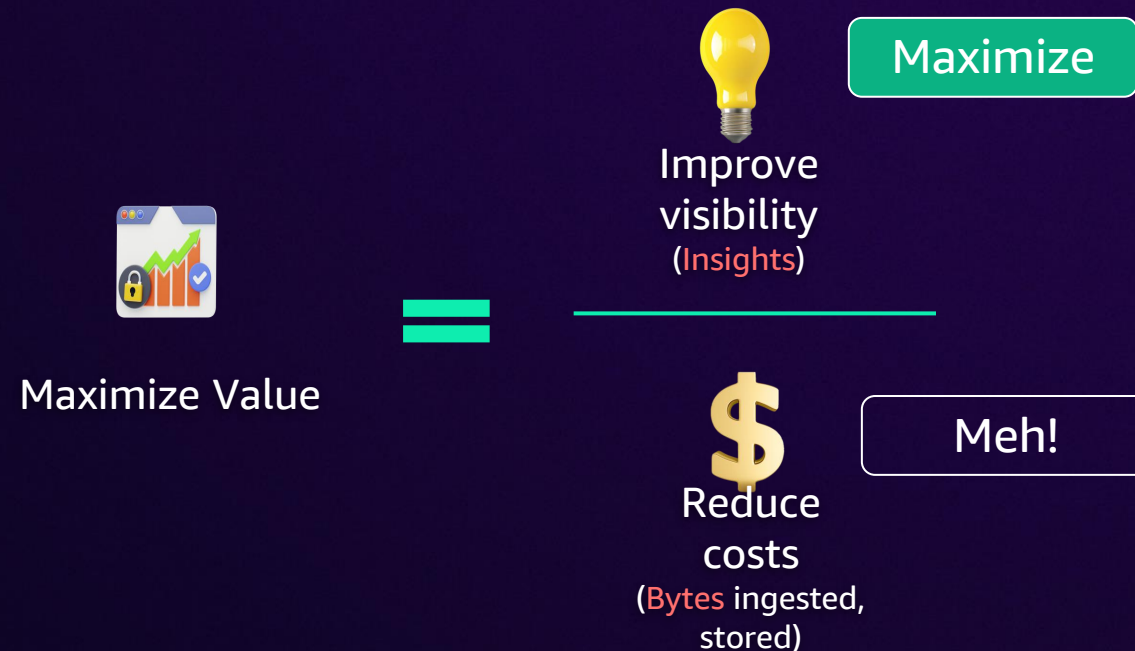 Maximize
Improve
visibility
(Insights)
Maximize Value
=
$
Meh!
Reduce
costs
(Bytes ingested,
stored)